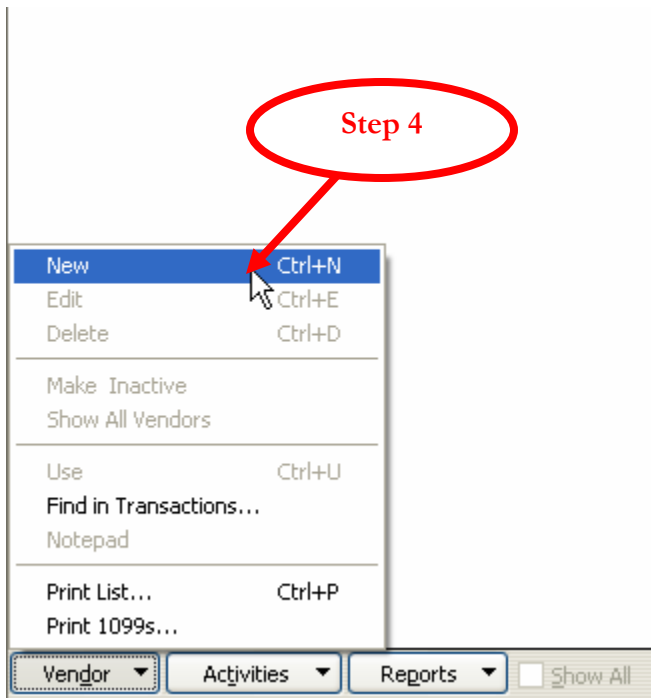 Step 4
New Ctrl+N
Edit Ctrl+E
Delete Ctrl+D
Make Inactive
Show All Vendors
Use Ctrl+U
Find in Transactions...
Notepad
Print List... Ctrl+P
Print 1099s...
Vendor Activities Reports Show All